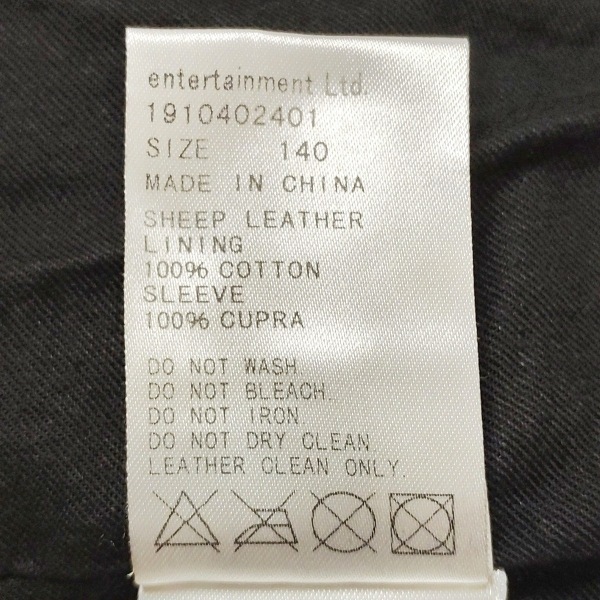 entertainment Ltd.
1910402401
SIZE 140
MADE IN CHINA
SHEEP LEATHER
LINING
100% COTTON
SLEEVE
100% CUPRA
DO NOT WASH.
DO NOT BLEACH.
DO NOT IRON.
DO NOT DRY CLEAN
LEATHER CLEAN ONLY.